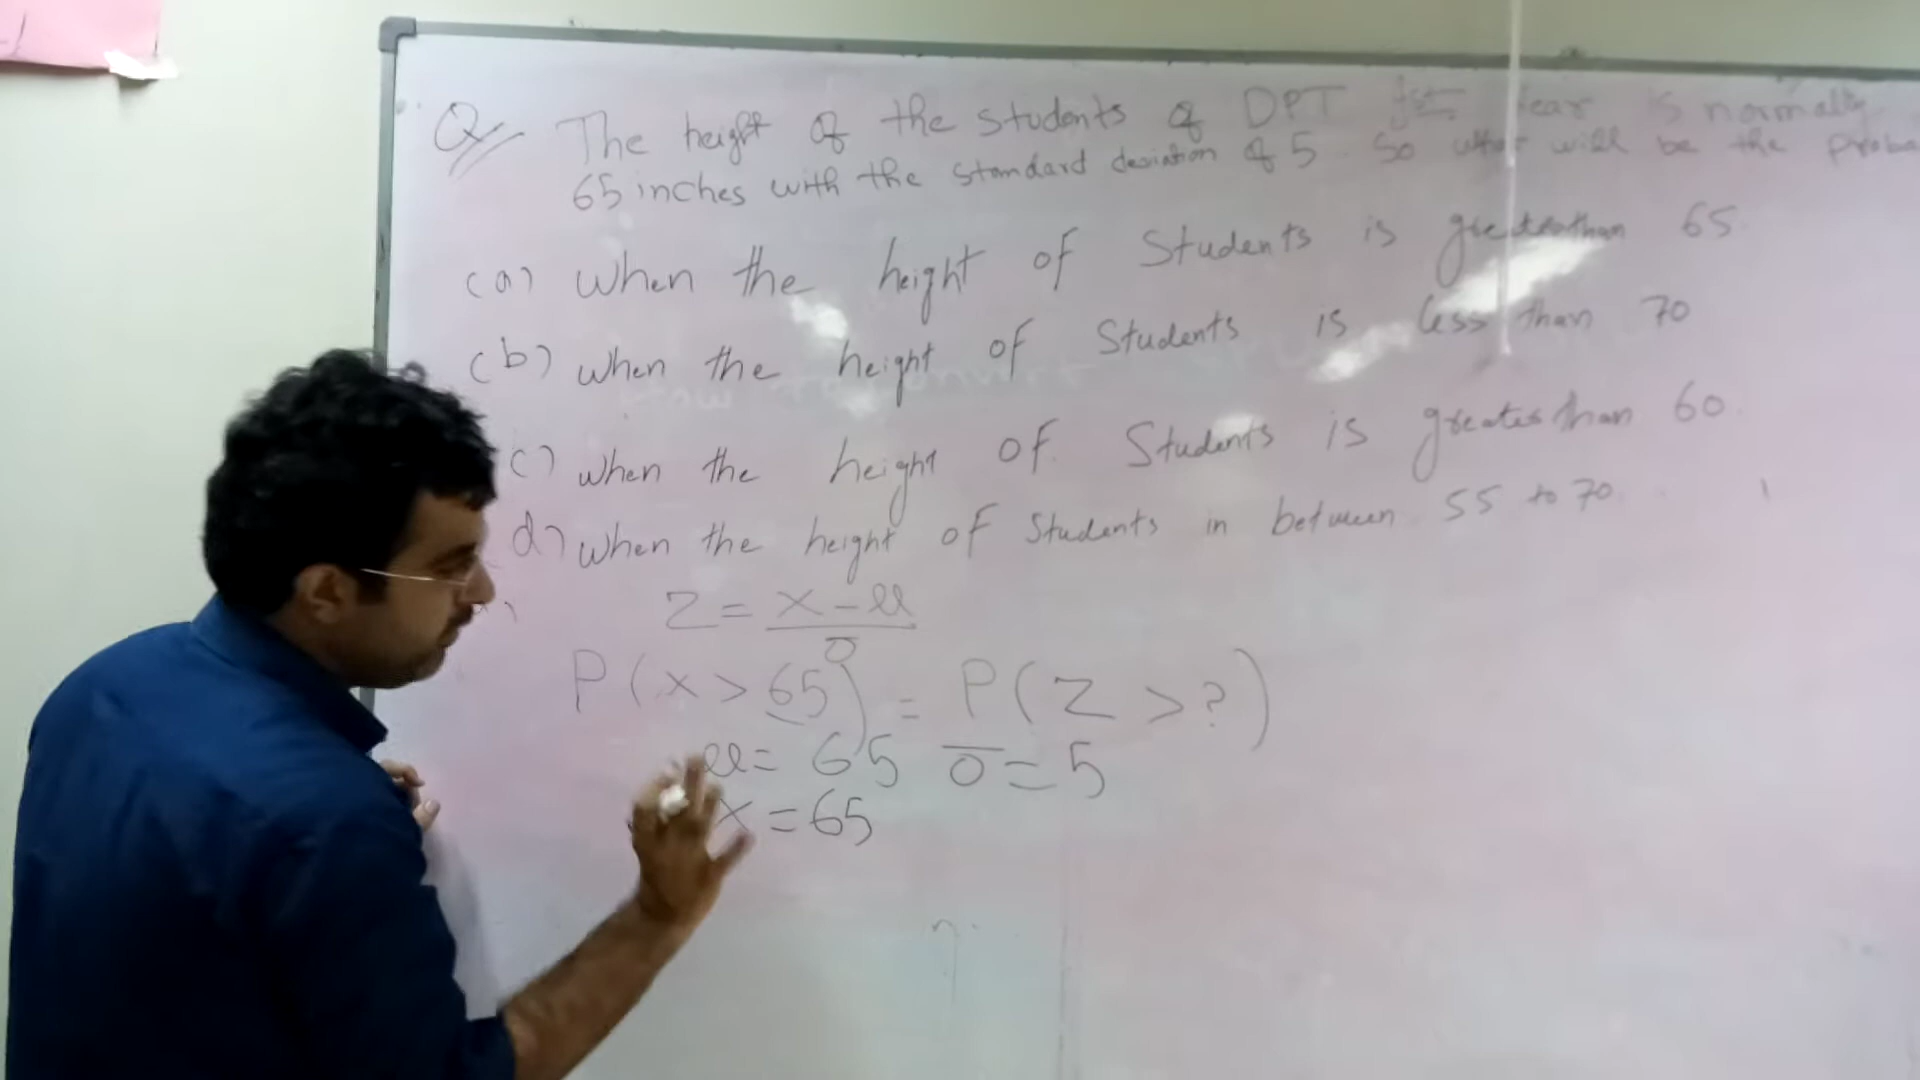 Q The height of the students of DPT 1st year is normally
65 inches with the standard deviation of 5. So what will be the proba
(a) when the height of Students is greater than 65.
(b) when the height of Students is less than 70
c) when the height of Students is greater than 60.
d) when the height of Students in between 55 to 70.
Z = x - μ
σ
P(x > 65) = P(Z > ?)
μ = 65 σ = 5
x = 65